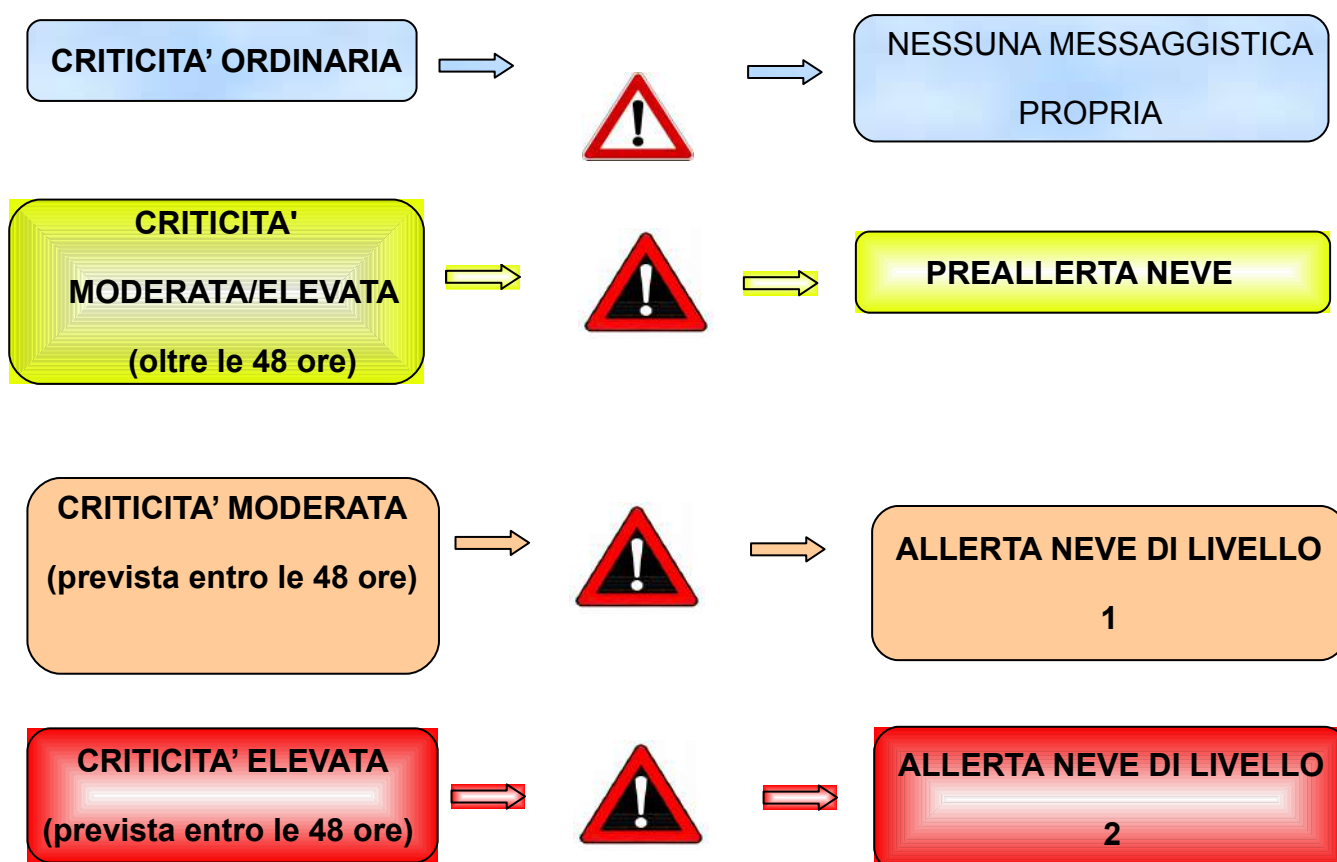 CRITICITA’ ORDINARIA
NESSUNA MESSAGGISTICA
PROPRIA
CRITICITA'
MODERATA/ELEVATA
(oltre le 48 ore)
PREALLERTA NEVE
CRITICITA’ MODERATA
(prevista entro le 48 ore)
ALLERTA NEVE DI LIVELLO
1
CRITICITA’ ELEVATA
(prevista entro le 48 ore)
ALLERTA NEVE DI LIVELLO
2